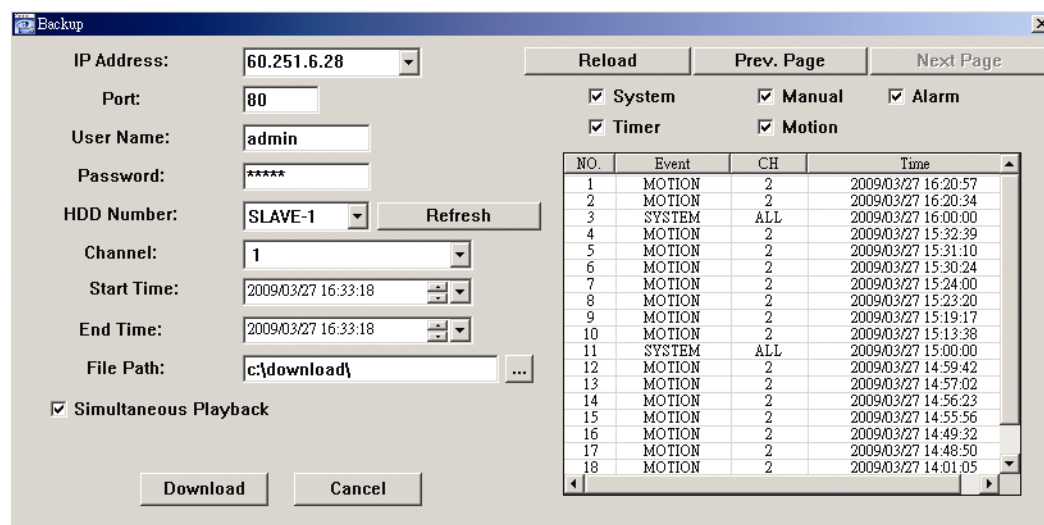 Backup
IP Address: 60.251.6.28
Port: 80
User Name: admin
Password: *****
HDD Number: SLAVE-1 Refresh
Channel: 1
Start Time: 2009/03/27 16:33:18
End Time: 2009/03/27 16:33:18
File Path: c:\download\ ...
Simultaneous Playback
Download Cancel
Reload Prev. Page Next Page
System Manual Alarm
Timer Motion
NO. Event CH Time
1 MOTION 2 2009/03/27 16:20:57
2 MOTION 2 2009/03/27 16:20:34
3 SYSTEM ALL 2009/03/27 16:00:00
4 MOTION 2 2009/03/27 15:32:39
5 MOTION 2 2009/03/27 15:31:10
6 MOTION 2 2009/03/27 15:30:24
7 MOTION 2 2009/03/27 15:24:00
8 MOTION 2 2009/03/27 15:23:20
9 MOTION 2 2009/03/27 15:19:17
10 MOTION 2 2009/03/27 15:13:38
11 SYSTEM ALL 2009/03/27 15:00:00
12 MOTION 2 2009/03/27 14:59:42
13 MOTION 2 2009/03/27 14:57:02
14 MOTION 2 2009/03/27 14:56:23
15 MOTION 2 2009/03/27 14:55:56
16 MOTION 2 2009/03/27 14:49:32
17 MOTION 2 2009/03/27 14:48:50
18 MOTION 2 2009/03/27 14:01:05